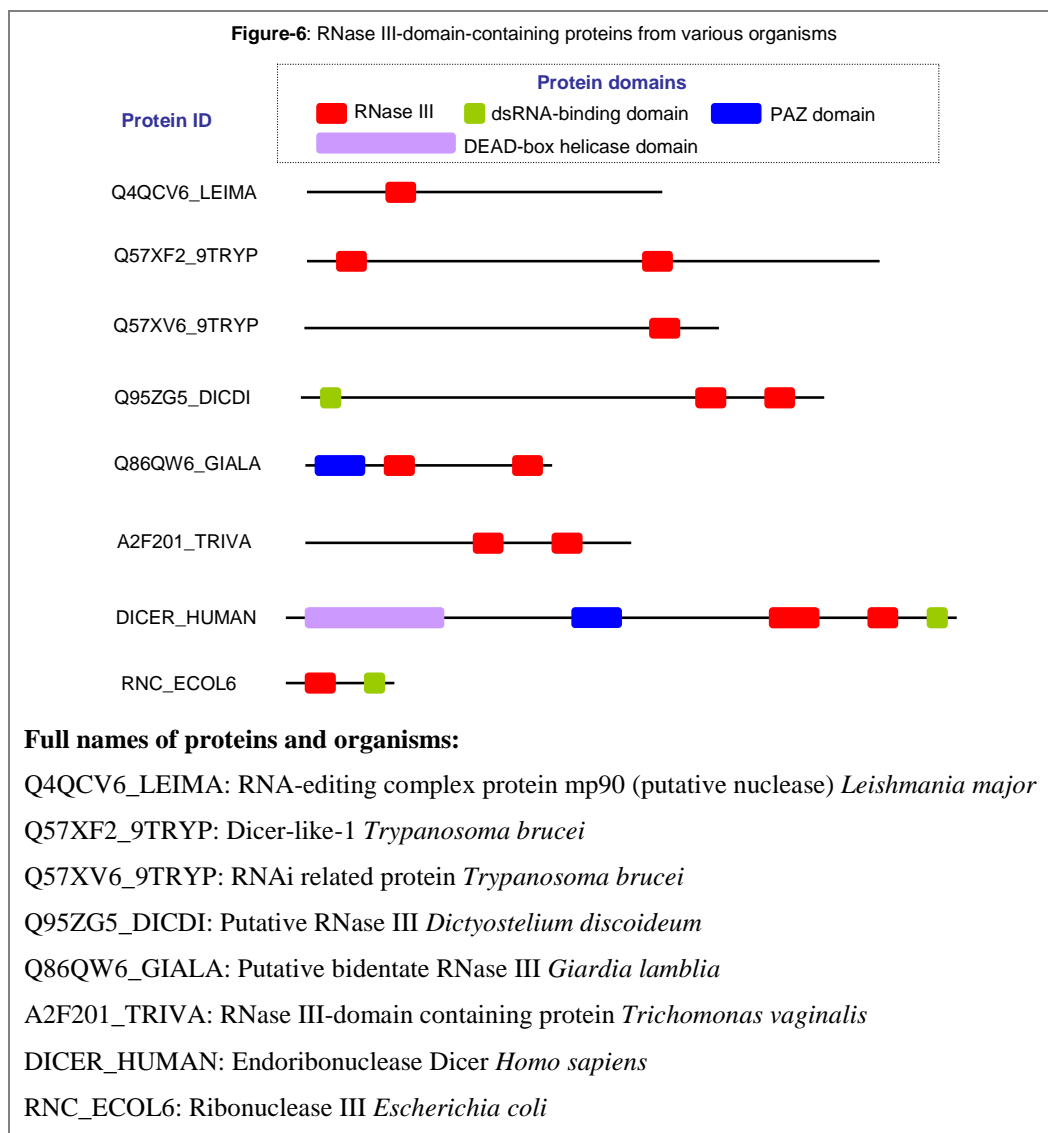 Figure-6: RNase III-domain-containing proteins from various organisms
Protein domains
Protein ID
RNase III
dsRNA-binding domain
PAZ domain
DEAD-box helicase domain
Q4QCV6_LEIMA
Q57XF2_9TRYP
Q57XV6_9TRYP
Q95ZG5_DICDI
Q86QW6_GIALA
A2F201_TRIVA
DICER_HUMAN
RNC_ECOL6
Full names of proteins and organisms:
Q4QCV6_LEIMA: RNA-editing complex protein mp90 (putative nuclease) Leishmania major
Q57XF2_9TRYP: Dicer-like-1 Trypanosoma brucei
Q57XV6_9TRYP: RNAi related protein Trypanosoma brucei
Q95ZG5_DICDI: Putative RNase III Dictyostelium discoideum
Q86QW6_GIALA: Putative bidentate RNase III Giardia lamblia
A2F201_TRIVA: RNase III-domain containing protein Trichomonas vaginalis
DICER_HUMAN: Endoribonuclease Dicer Homo sapiens
RNC_ECOL6: Ribonuclease III Escherichia coli